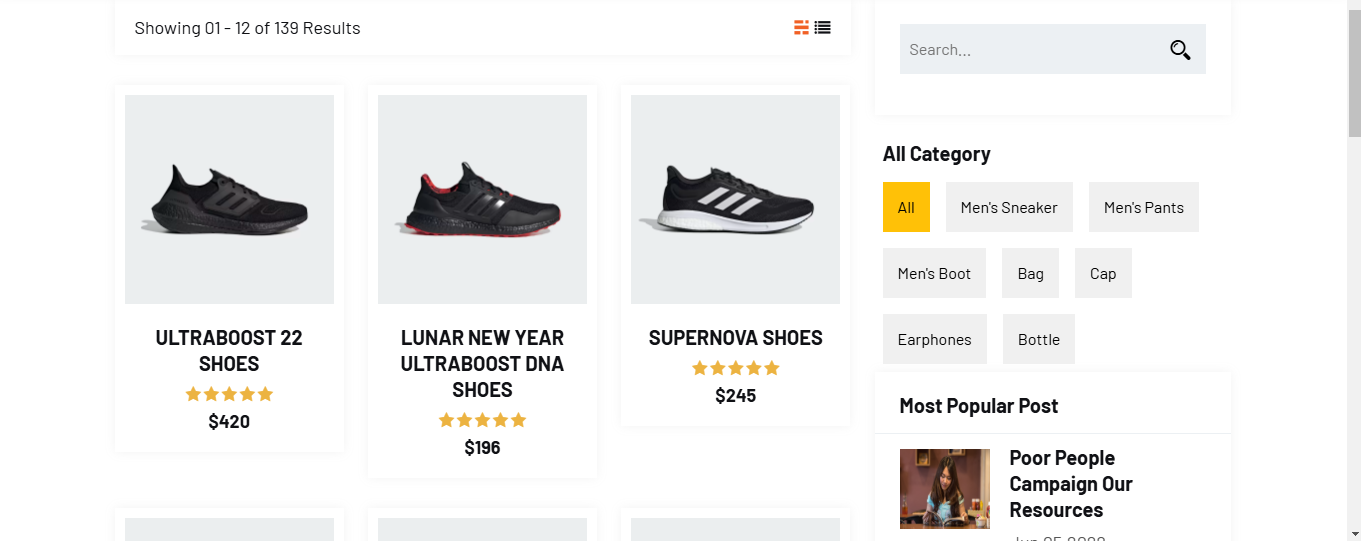 Showing 01 - 12 of 139 Results
Search...
All Category
All
Men's Sneaker
Men's Pants
Men's Boot
Bag
Cap
Earphones
Bottle
ULTRABOOST 22
SHOES
$420
LUNAR NEW YEAR
ULTRABOOST DNA
SHOES
$196
SUPERNOVA SHOES
$245
Most Popular Post
Poor People
Campaign Our
Resources